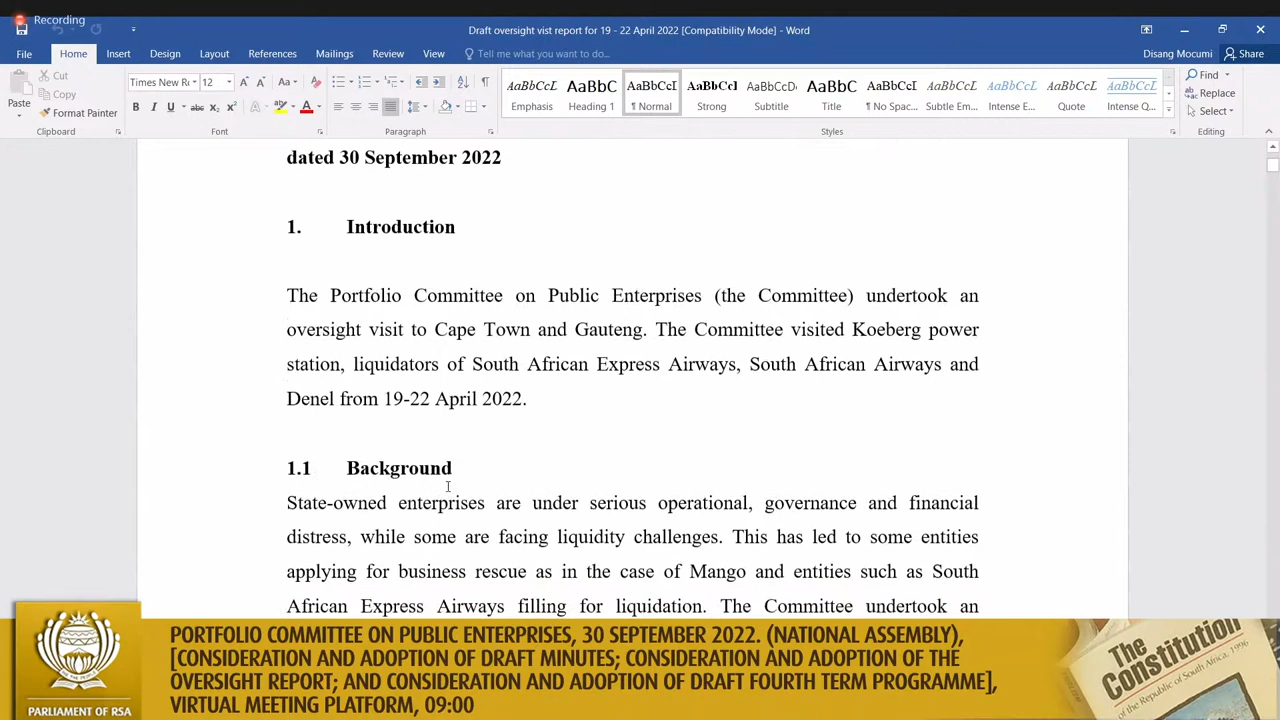 Recording
Draft oversight vist report for 19 - 22 April 2022 [Compatibility Mode] - Word
File Home Insert Design Layout References Mailings Review View Tell me what you want to do... Disang Mocumi Share
Paste Cut Copy Format Painter
Times New Ro 12
Aa
B I U abc
AaBbCcL Emphasis
AaBbC Heading 1
AaBbCcI ¶ Normal
AaBbCcl Strong
AaBbCcD Subtitle
AaBbC Title
AaBbCcI ¶ No Spac...
AaBbCcL Subtle Em...
AaBbCcL Intense E...
AaBbCcL Quote
AaBbCcL Intense Q...
Find
Replace
Select
Clipboard Font Paragraph Styles Editing
dated 30 September 2022
1. Introduction
The Portfolio Committee on Public Enterprises (the Committee) undertook an
oversight visit to Cape Town and Gauteng. The Committee visited Koeberg power
station, liquidators of South African Express Airways, South African Airways and
Denel from 19-22 April 2022.
1.1 Background
State-owned enterprises are under serious operational, governance and financial
distress, while some are facing liquidity challenges. This has led to some entities
applying for business rescue as in the case of Mango and entities such as South
African Express Airways filling for liquidation. The Committee undertook an
PORTFOLIO COMMITTEE ON PUBLIC ENTERPRISES, 30 SEPTEMBER 2022. (NATIONAL ASSEMBLY),
[CONSIDERATION AND ADOPTION OF DRAFT MINUTES; CONSIDERATION AND ADOPTION OF THE
OVERSIGHT REPORT; AND CONSIDERATION AND ADOPTION OF DRAFT FOURTH TERM PROGRAMME],
VIRTUAL MEETING PLATFORM, 09:00
PARLIAMENT OF RSA
The
Constitution
of the Republic of South Africa, 1996